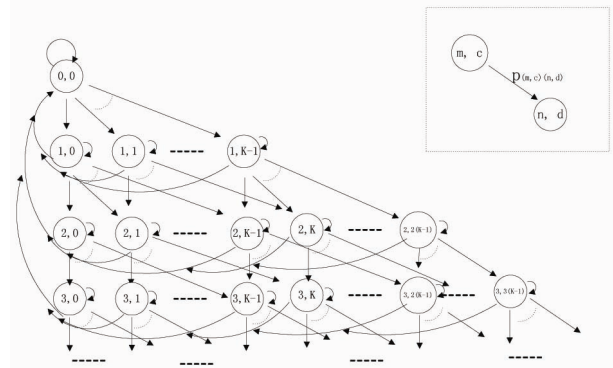 m, c
p(m,c)(n,d)
n, d
0,0
1,0 1,1 1,K-1
2,0 2,1 2,K-1 2,K 2,2(K-1)
3,0 3,1 3,K-1 3,K 3,2(K-1) 3,3(K-1)